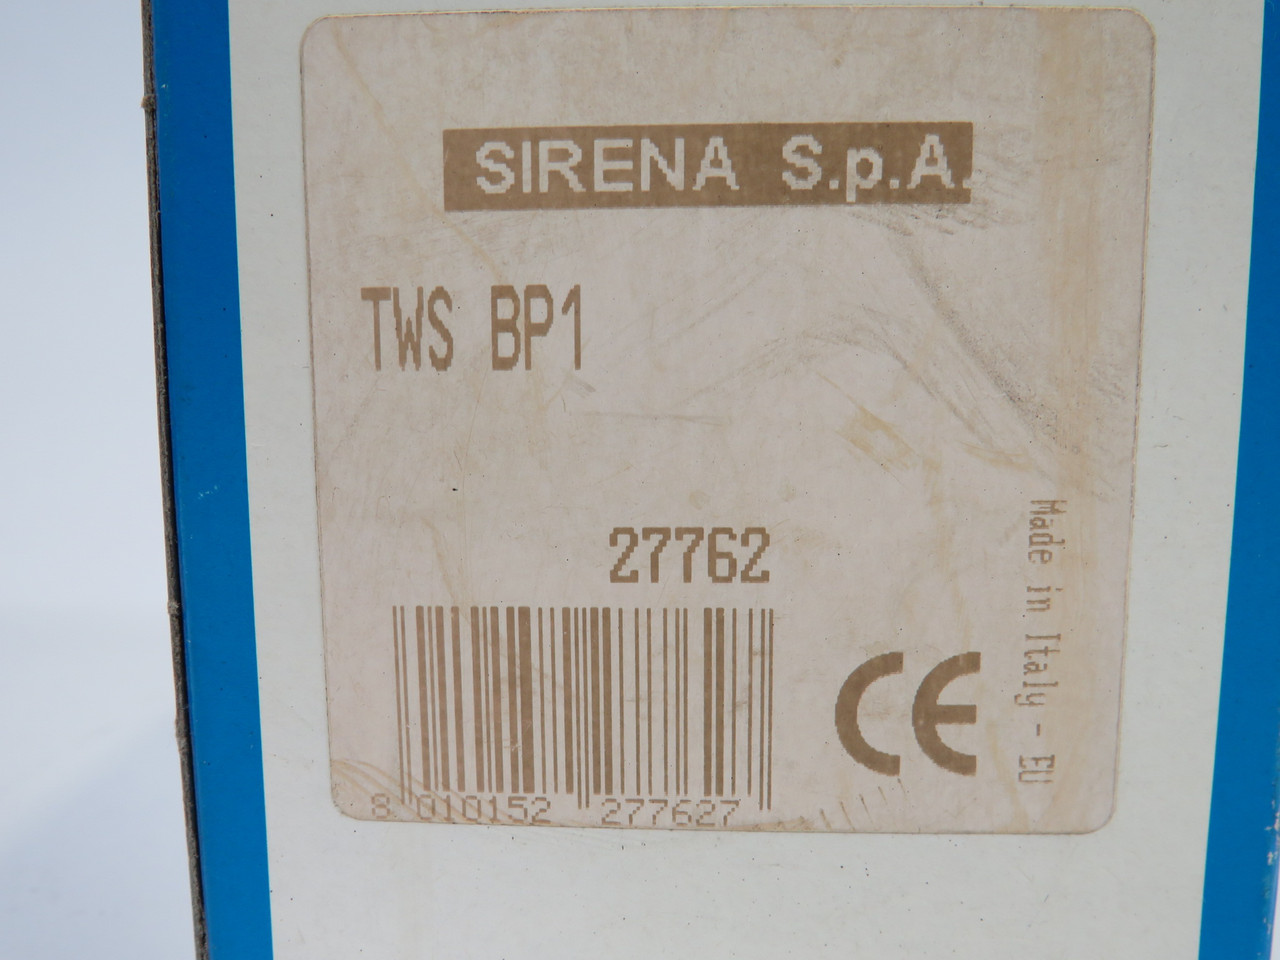 SIRENA S.p.A.
TWS BP1
27762
8 010152 277627
CE
Made in Italy - EU